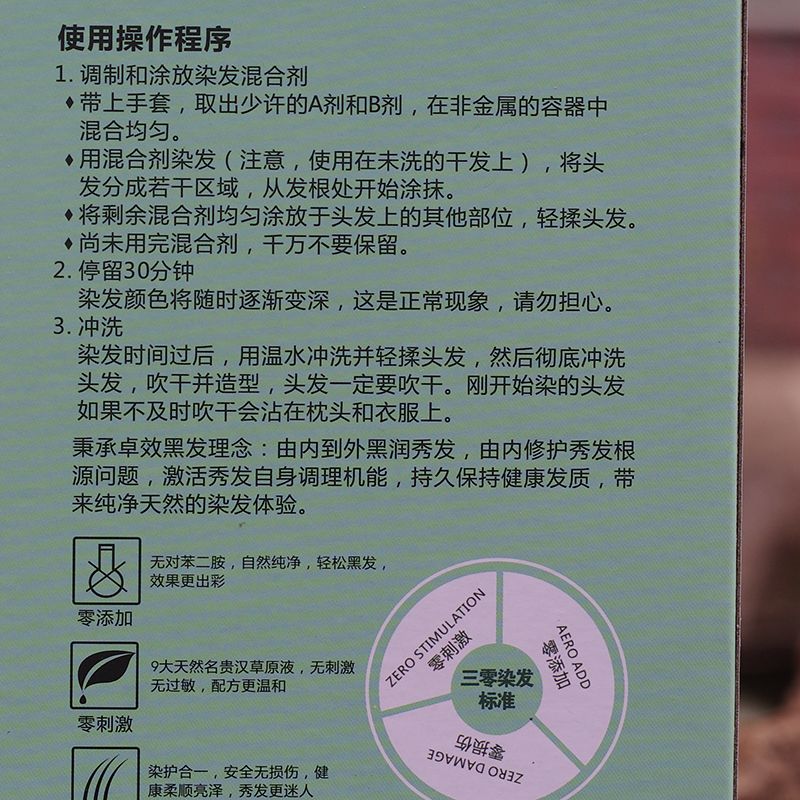 使用操作程序
1. 调制和涂放染发混合剂
♦带上手套，取出少许的A剂和B剂，在非金属的容器中
混合均匀。
♦用混合剂染发（注意，使用在未洗的干发上），将头
发分成若干区域，从发根处开始涂抹。
♦将剩余混合剂均匀涂放于头发上的其他部位，轻揉头发。
♦尚未用完混合剂，千万不要保留。
2. 停留30分钟
染发颜色将随时逐渐变深，这是正常现象，请勿担心。
3. 冲洗
染发时间过后，用温水冲洗并轻揉头发，然后彻底冲洗
头发，吹干并造型，头发一定要吹干。刚开始染的头发
如果不及时吹干会沾在枕头和衣服上。
秉承卓效黑发理念：由内到外黑润秀发，由内修护秀发根
源问题，激活秀发自身调理机能，持久保持健康发质，带
来纯净天然的染发体验。
无对苯二胺，自然纯净，轻松黑发，
效果更出彩
零添加
9大天然名贵汉草原液，无刺激
无过敏，配方更温和
零刺激
染护合一，安全无损伤，健
康柔顺亮泽，秀发更迷人
ZERO STIMULATION
零刺激
AERO ADD
零添加
三零染发
标准
零损伤
ZERO DAMAGE